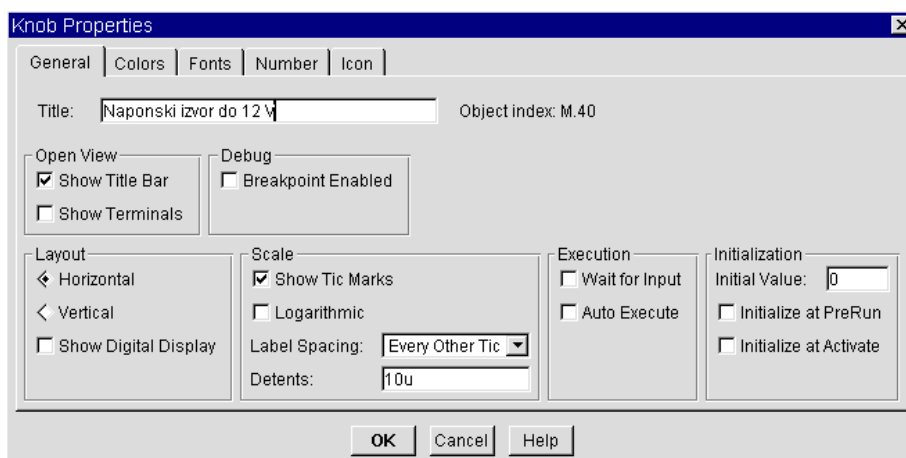 Knob Properties
General Colors Fonts Number Icon
Title: Naponski izvor do 12 V Object index: M.40
Open View Debug
Show Title Bar Breakpoint Enabled
Show Terminals
Layout Scale Execution Initialization
Horizontal Show Tic Marks Wait for Input Initial Value: 0
Vertical Logarithmic Auto Execute Initialize at PreRun
Show Digital Display Label Spacing: Every Other Tic Initialize at Activate
Detents: 10u
OK Cancel Help